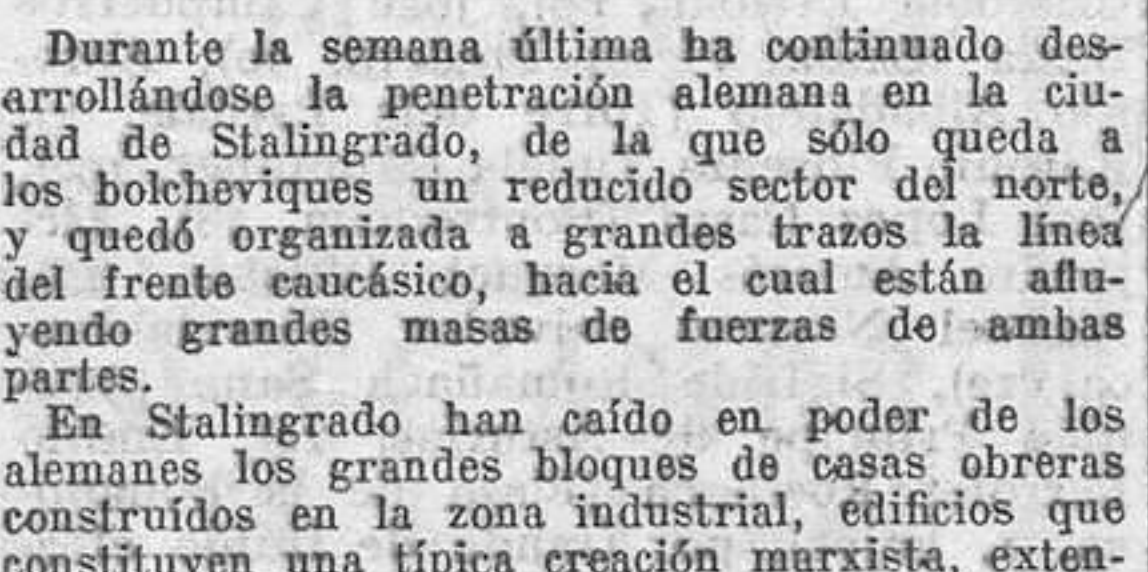 Durante la semana última ha continuado des-
arrollándose la penetración alemana en la ciu-
dad de Stalingrado, de la que sólo queda a
los bolcheviques un reducido sector del norte,
y quedó organizada a grandes trazos la línea
del frente caucásico, hacia el cual están aflu-
yendo grandes masas de fuerzas de ambas
partes.
En Stalingrado han caído en poder de los
alemanes los grandes bloques de casas obreras
construídos en la zona industrial, edificios que
constituyen una típica creación marxista, exten-